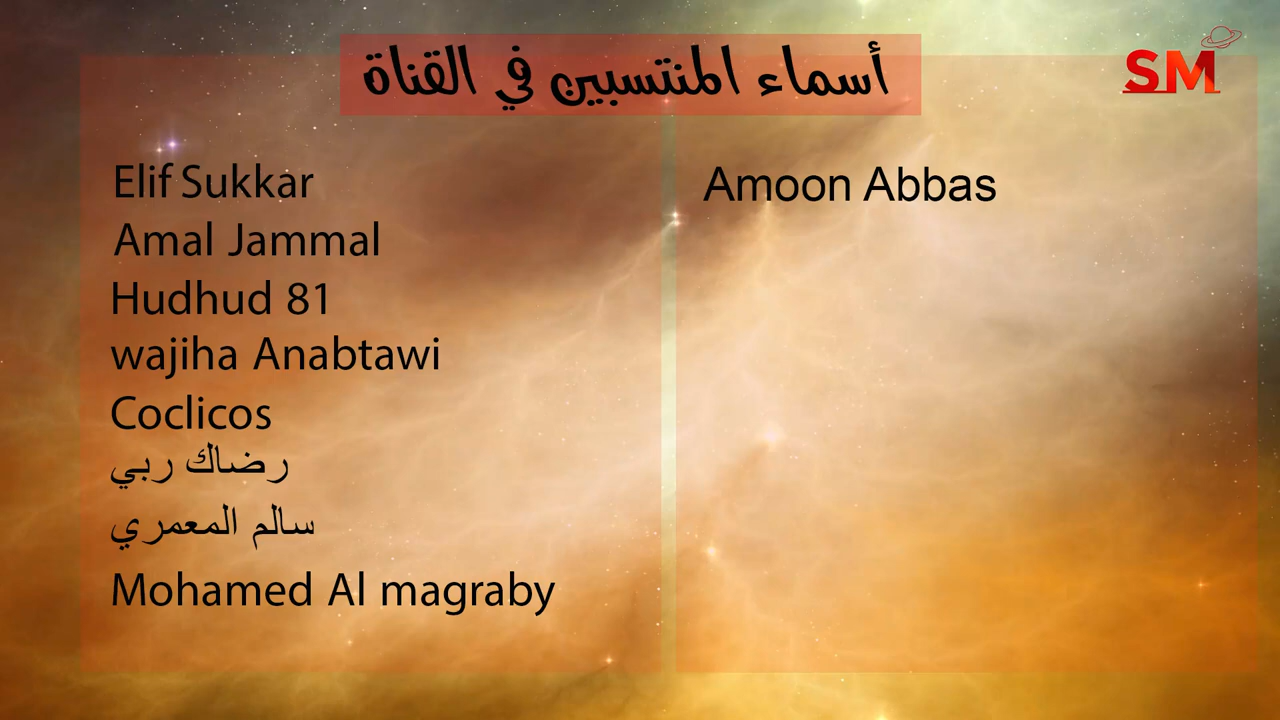 أسماء المنتسبين في القناة
SM
Elif Sukkar
Amal Jammal
Hudhud 81
wajiha Anabtawi
Coclicos
رضاك ربي
سالم المعمري
Mohamed Al magraby
Amoon Abbas